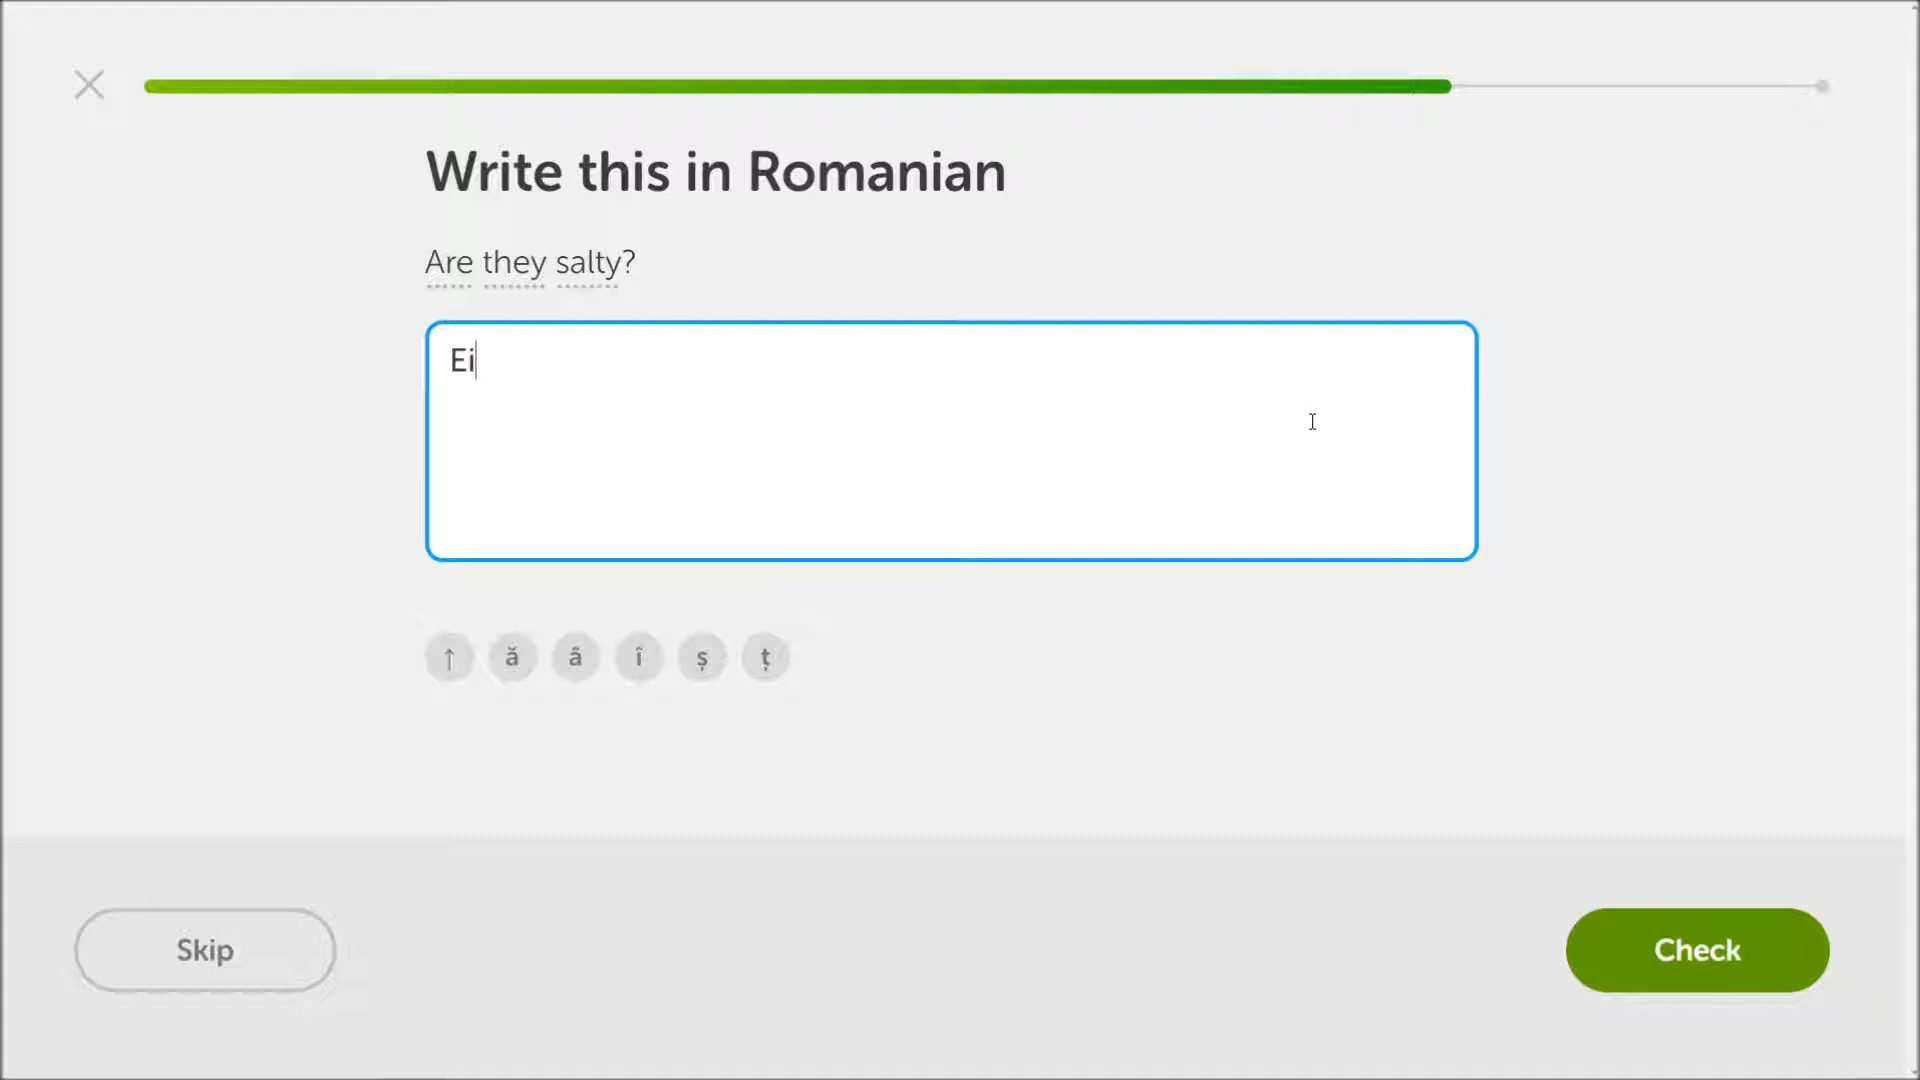 Write this in Romanian
Are they salty?
Ei
↑ ă â î ș ț
Skip
Check